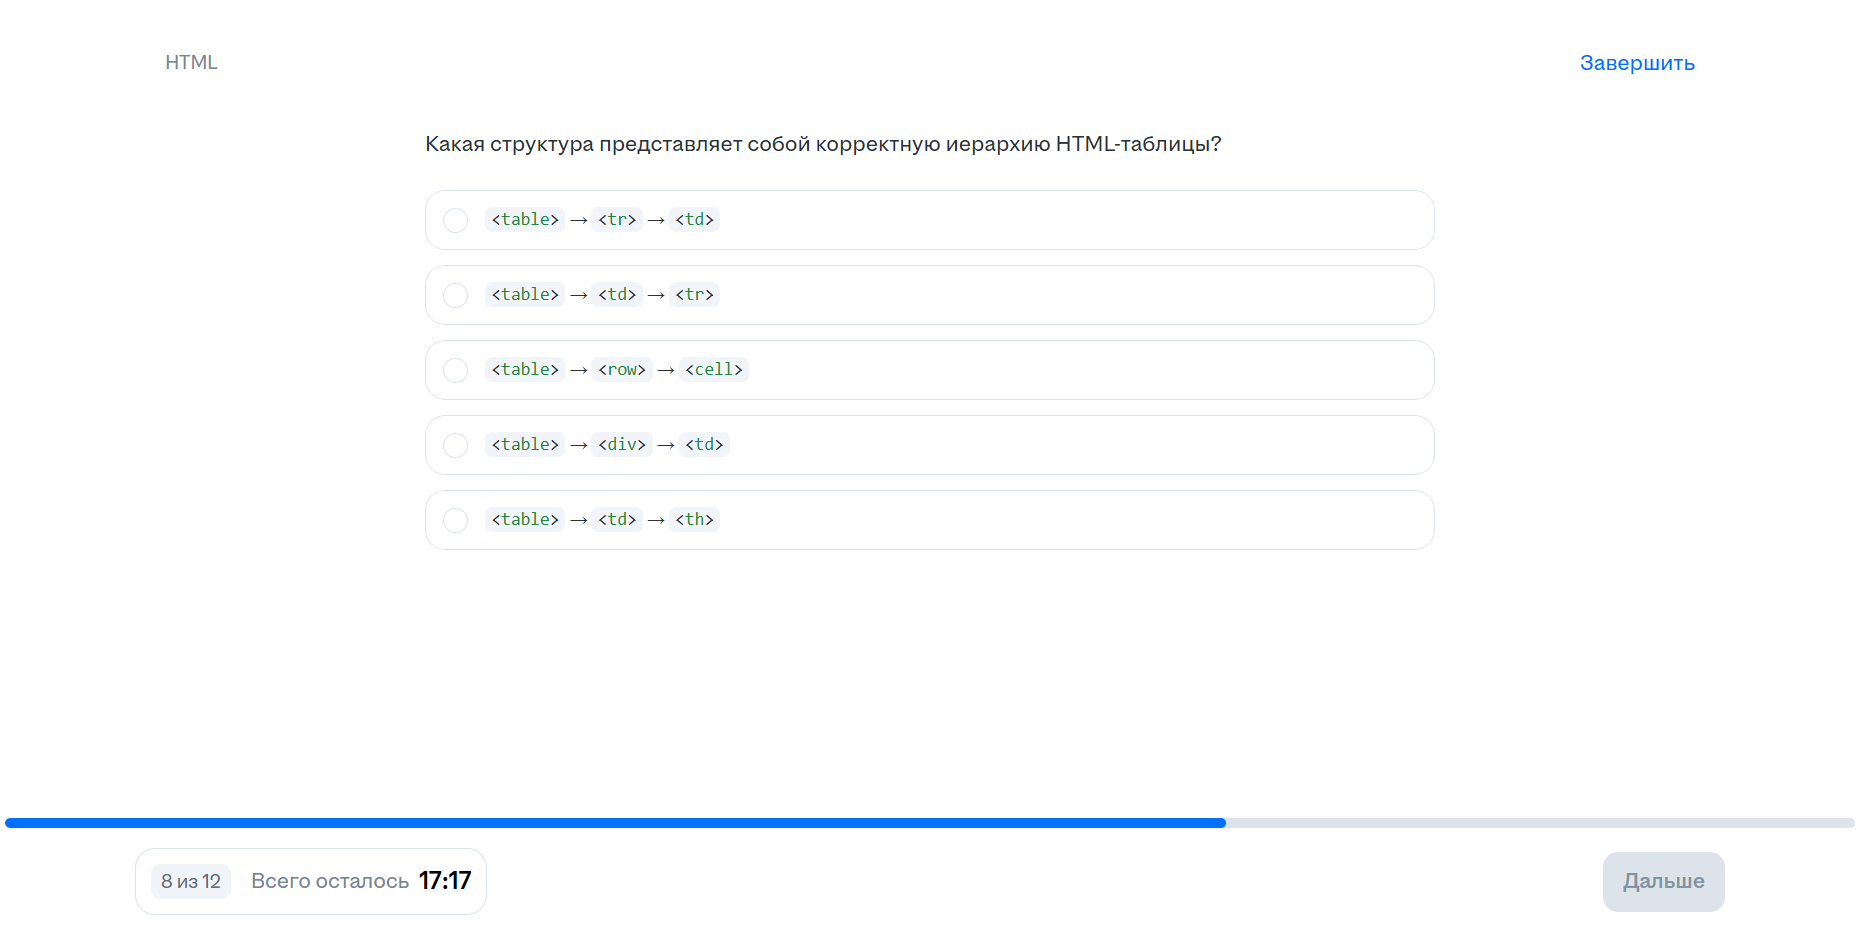 HTML
Завершить
Какая структура представляет собой корректную иерархию HTML-таблицы?
<table> → <tr> → <td>
<table> → <td> → <tr>
<table> → <row> → <cell>
<table> → <div> → <td>
<table> → <td> → <th>
8 из 12 Всего осталось 17:17
Дальше